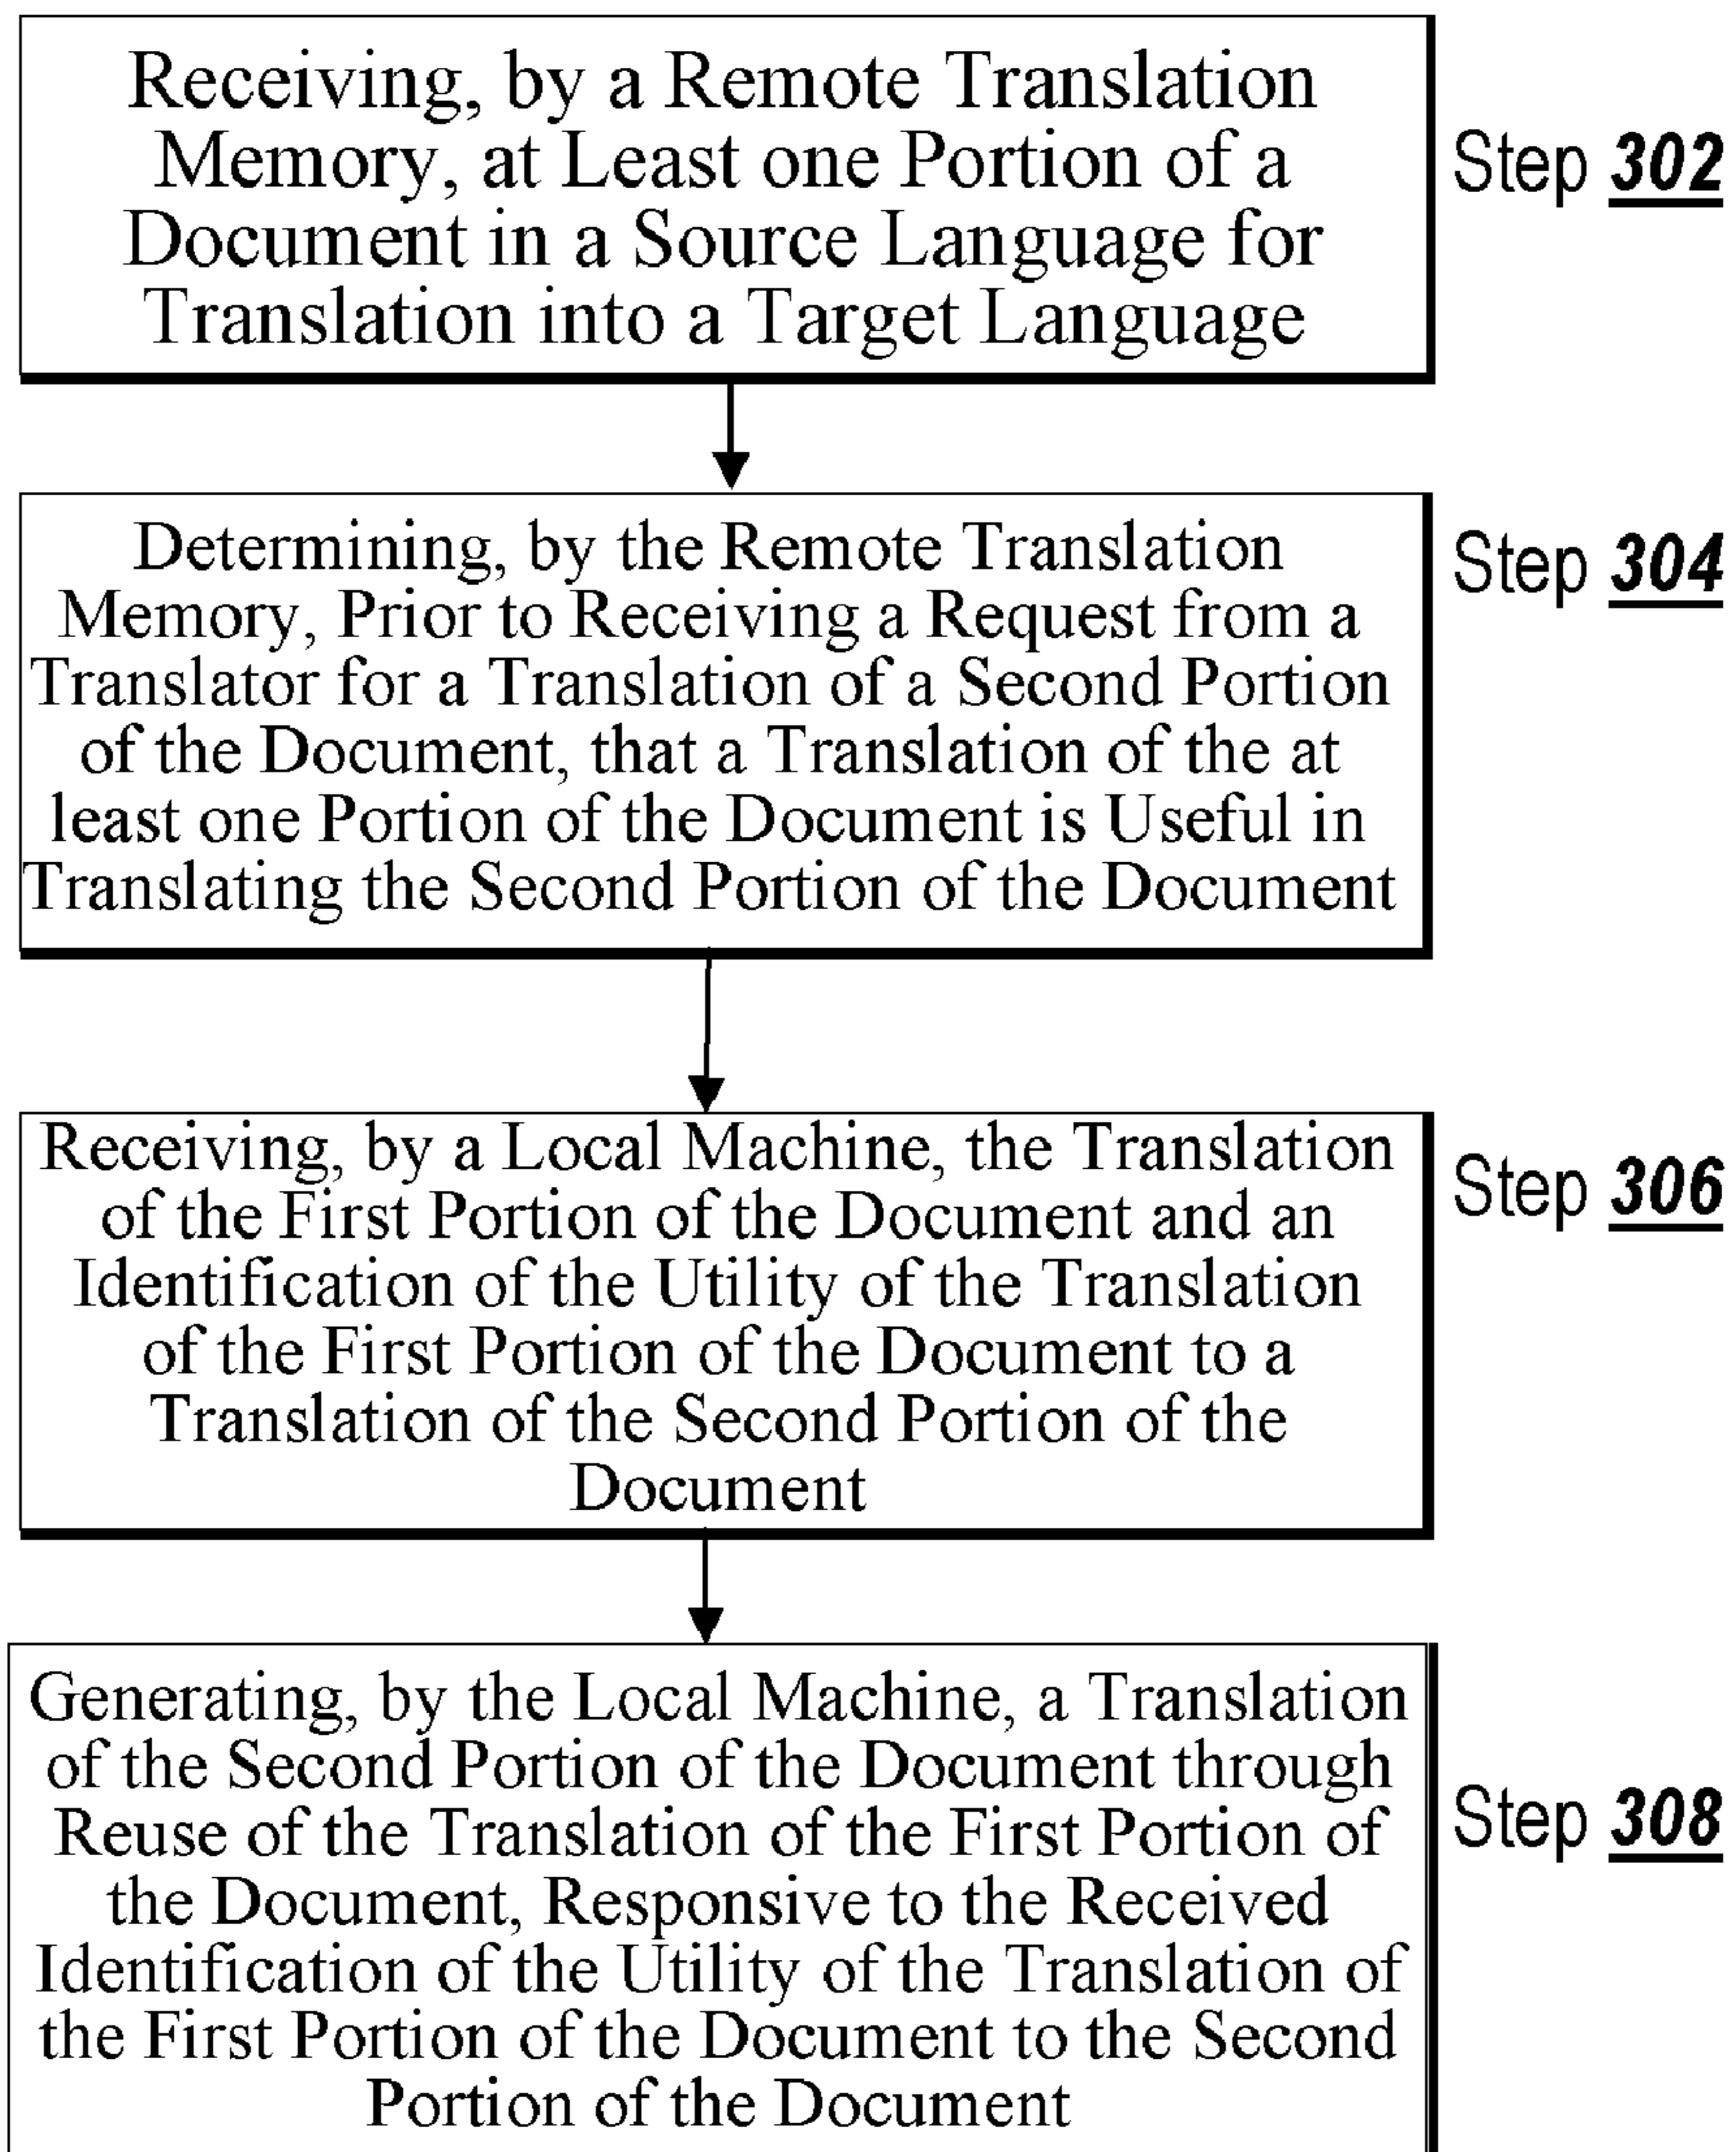 Receiving, by a Remote Translation
Memory, at Least one Portion of a
Document in a Source Language for
Translation into a Target Language
Step 302
Determining, by the Remote Translation
Memory, Prior to Receiving a Request from a
Translator for a Translation of a Second Portion
of the Document, that a Translation of the at
least one Portion of the Document is Useful in
Translating the Second Portion of the Document
Step 304
Receiving, by a Local Machine, the Translation
of the First Portion of the Document and an
Identification of the Utility of the Translation
of the First Portion of the Document to a
Translation of the Second Portion of the
Document
Step 306
Generating, by the Local Machine, a Translation
of the Second Portion of the Document through
Reuse of the Translation of the First Portion of
the Document, Responsive to the Received
Identification of the Utility of the Translation of
the First Portion of the Document to the Second
Portion of the Document
Step 308